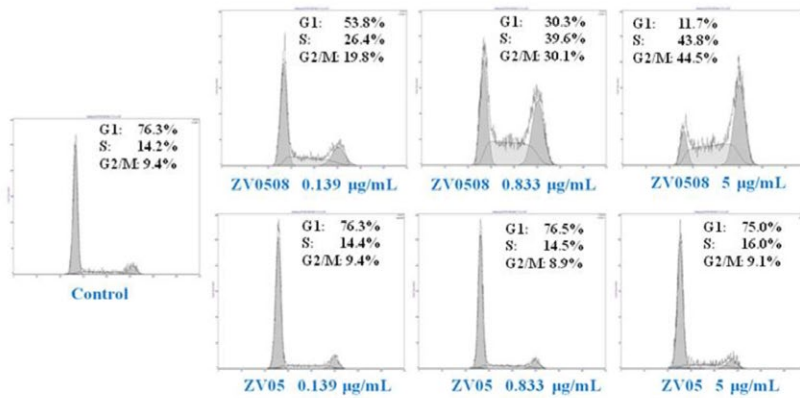 G1: 53.8%
S: 26.4%
G2/M: 19.8%
ZV0508 0.139 μg/mL
G1: 30.3%
S: 39.6%
G2/M: 30.1%
ZV0508 0.833 μg/mL
G1: 11.7%
S: 43.8%
G2/M: 44.5%
ZV0508 5 μg/mL
G1: 76.3%
S: 14.2%
G2/M: 9.4%
Control
G1: 76.3%
S: 14.4%
G2/M: 9.4%
ZV05 0.139 μg/mL
G1: 76.5%
S: 14.5%
G2/M: 8.9%
ZV05 0.833 μg/mL
G1: 75.0%
S: 16.0%
G2/M: 9.1%
ZV05 5 μg/mL